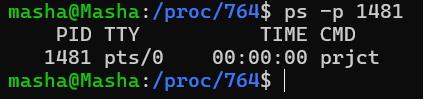 masha@Masha:/proc/764$ ps -p 1481
    PID TTY          TIME CMD
   1481 pts/0    00:00:00 prjct
masha@Masha:/proc/764$